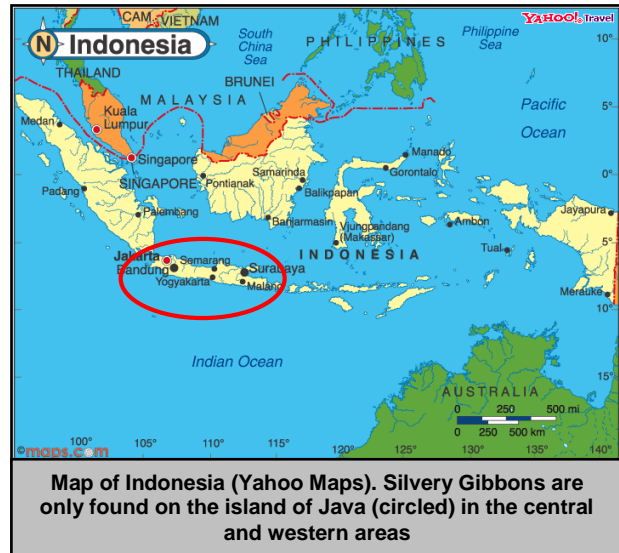 YAHOO! Travel
CAM.
VIETNAM
N Indonesia
South
China
Sea
PHILIPPINES
Philippine
Sea
10°
THAILAND
BRUNEI
MALAYSIA
Kuala
Lumpur
Medan
Pacific
Ocean
5°
Singapore
SINGAPORE
Manado
Gorontalo
Samarinda
Pontianak
0°
Balikpapan
Padang
Palembang
Banjarmasin
Ujungpandang
(Makassar)
Ambon
Jayapura
INDONESIA
Tual
5°
Jakarta
Bandung
Semarang
Surabaya
Yogyakarta
Malang
Merauke
10°
Indian Ocean
AUSTRALIA
0 250 500 mi
0 250 500 km
15°
100° 105° 110° 115° 120° 125° 130° 135° 140°
©maps.com
Map of Indonesia (Yahoo Maps). Silvery Gibbons are
only found on the island of Java (circled) in the central
and western areas